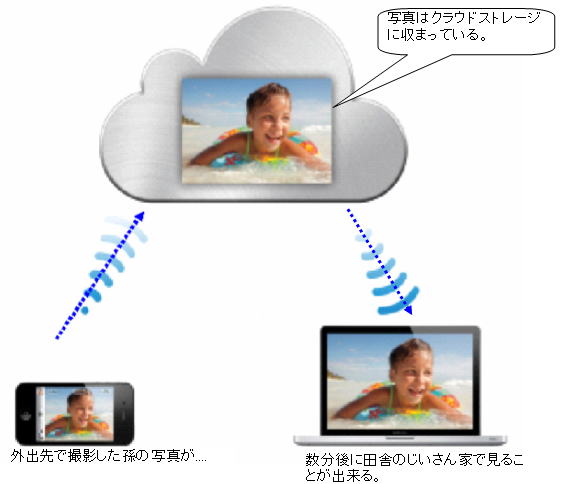 写真はクラウドストレージ
に収まっている。
外出先で撮影した孫の写真が....
数分後に田舎のじいさん家で見るこ
とが出来る。